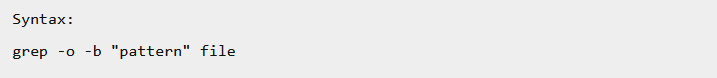 Syntax:
grep -o -b "pattern" file